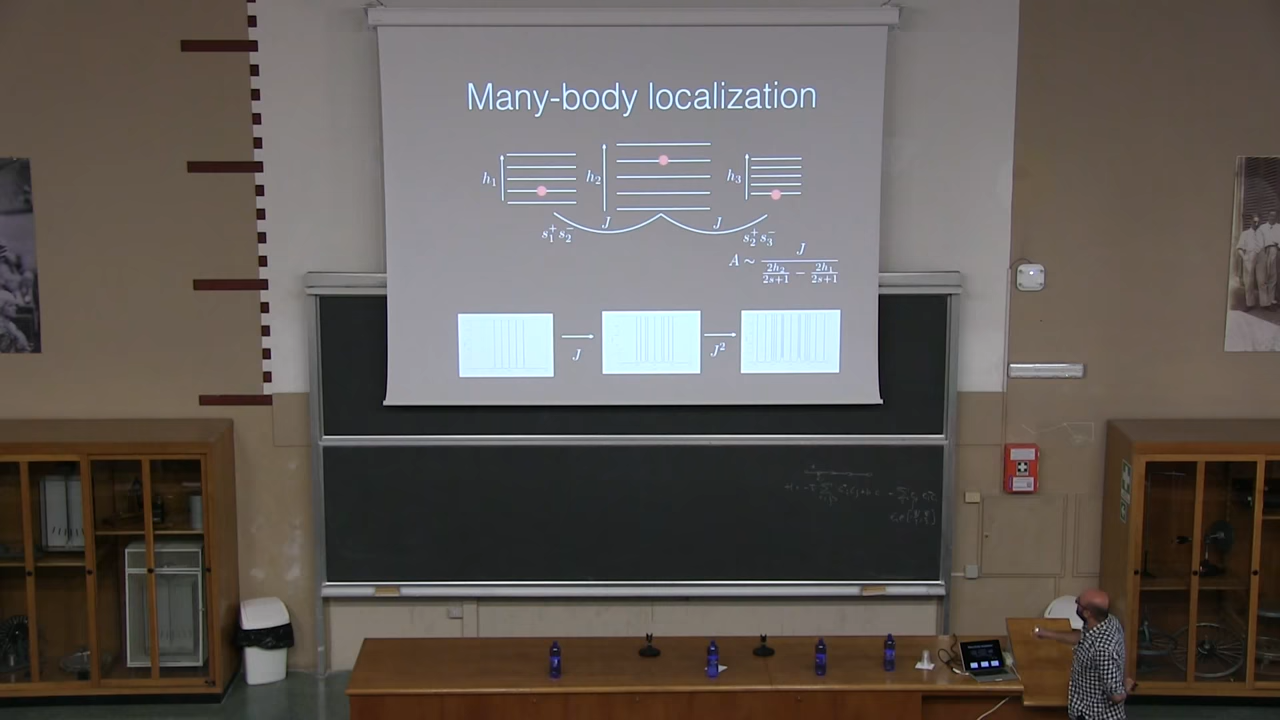 Many-body localization
h₁ h₂ h₃
J J
s₁⁺s₂⁻ s₂⁺s₃⁻
A ∼ J / (2h₂/(2s+1) − 2h₁/(2s+1))
J J²